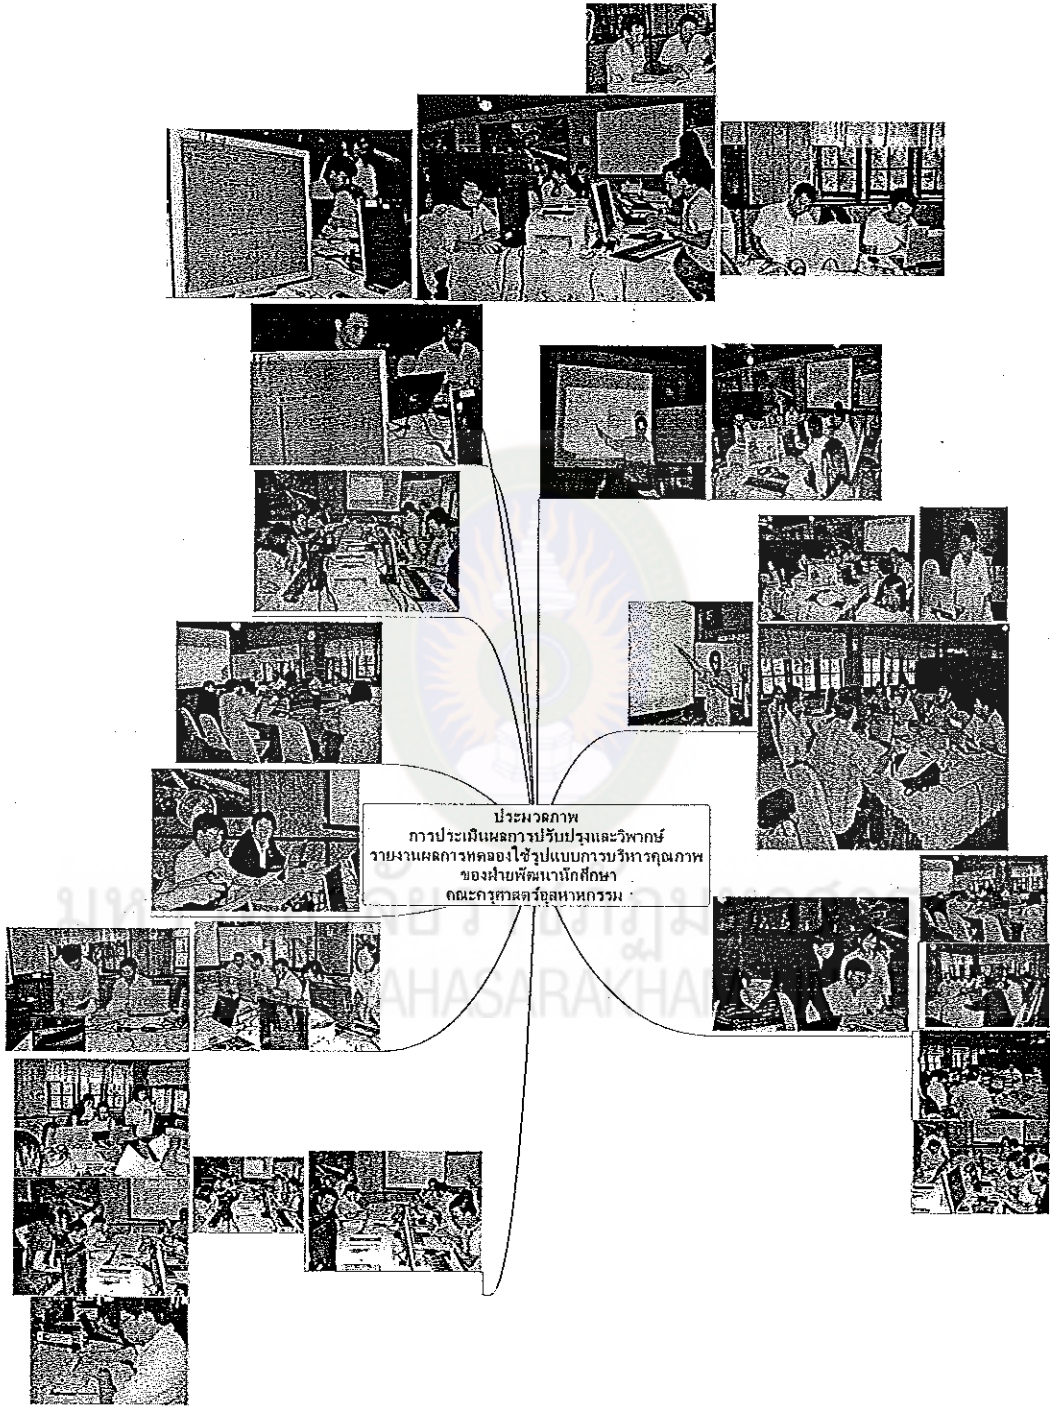 ประมวลภาพ
การประเมินผลการปรับปรุงและวิพากษ์
รายงานผลการทดลองใช้รูปแบบการบริหารคุณภาพ
ของฝ่ายพัฒนานักศึกษา
คณะครุศาสตร์อุตสาหกรรม
MAHASARAKHAM